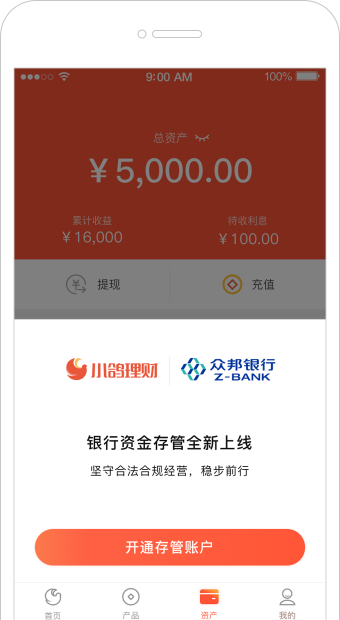 9:00 AM 100%
总资产
¥ 5,000.00
累计收益 待收利息
¥ 16,000 ¥ 100.00
提现 充值
小鸽理财 众邦银行
Z-BANK
银行资金存管全新上线
坚守合法合规经营，稳步前行
开通存管账户
首页 产品 资产 我的